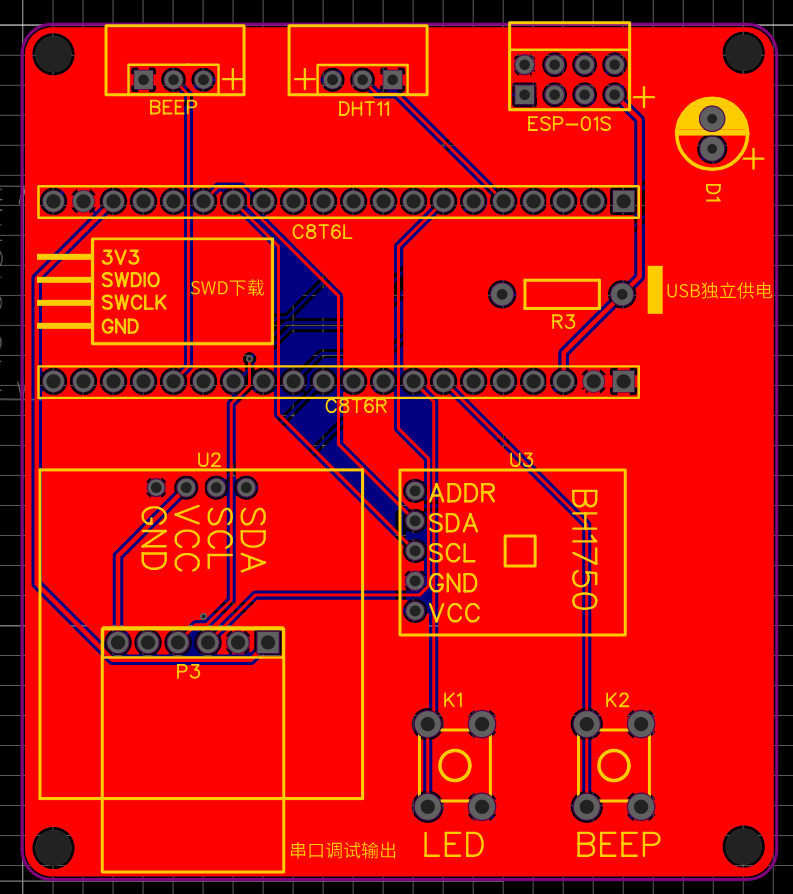 BEEP
DHT11
ESP-01S
D1
C8T6L
3V3
SWDIO
SWCLK
GND
SWD下载
USB独立供电
R3
C8T6R
U2
U3
GND
VCC
SCL
SDA
ADDR
SDA
SCL
GND
VCC
BH1750
P3
K1
K2
LED
BEEP
串口调试输出